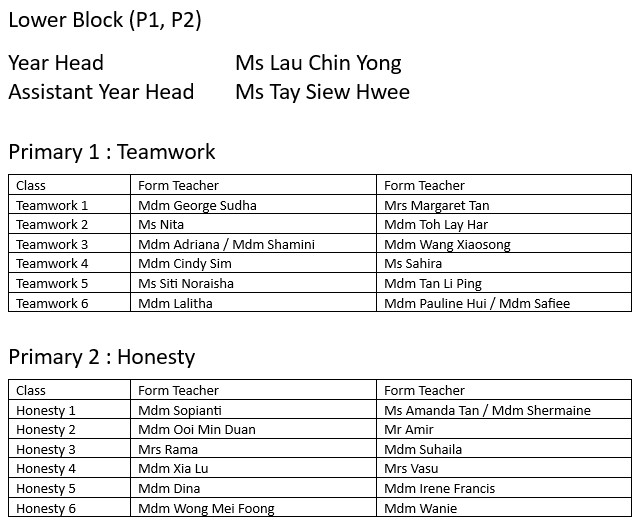 Lower Block (P1, P2)
Year Head Ms Lau Chin Yong
Assistant Year Head Ms Tay Siew Hwee
Primary 1 : Teamwork
Class Form Teacher Form Teacher
Teamwork 1 Mdm George Sudha Mrs Margaret Tan
Teamwork 2 Ms Nita Mdm Toh Lay Har
Teamwork 3 Mdm Adriana / Mdm Shamini Mdm Wang Xiaosong
Teamwork 4 Mdm Cindy Sim Ms Sahira
Teamwork 5 Ms Siti Noraisha Mdm Tan Li Ping
Teamwork 6 Mdm Lalitha Mdm Pauline Hui / Mdm Safiee
Primary 2 : Honesty
Class Form Teacher Form Teacher
Honesty 1 Mdm Sopianti Ms Amanda Tan / Mdm Shermaine
Honesty 2 Mdm Ooi Min Duan Mr Amir
Honesty 3 Mrs Rama Mdm Suhaila
Honesty 4 Mdm Xia Lu Mrs Vasu
Honesty 5 Mdm Dina Mdm Irene Francis
Honesty 6 Mdm Wong Mei Foong Mdm Wanie